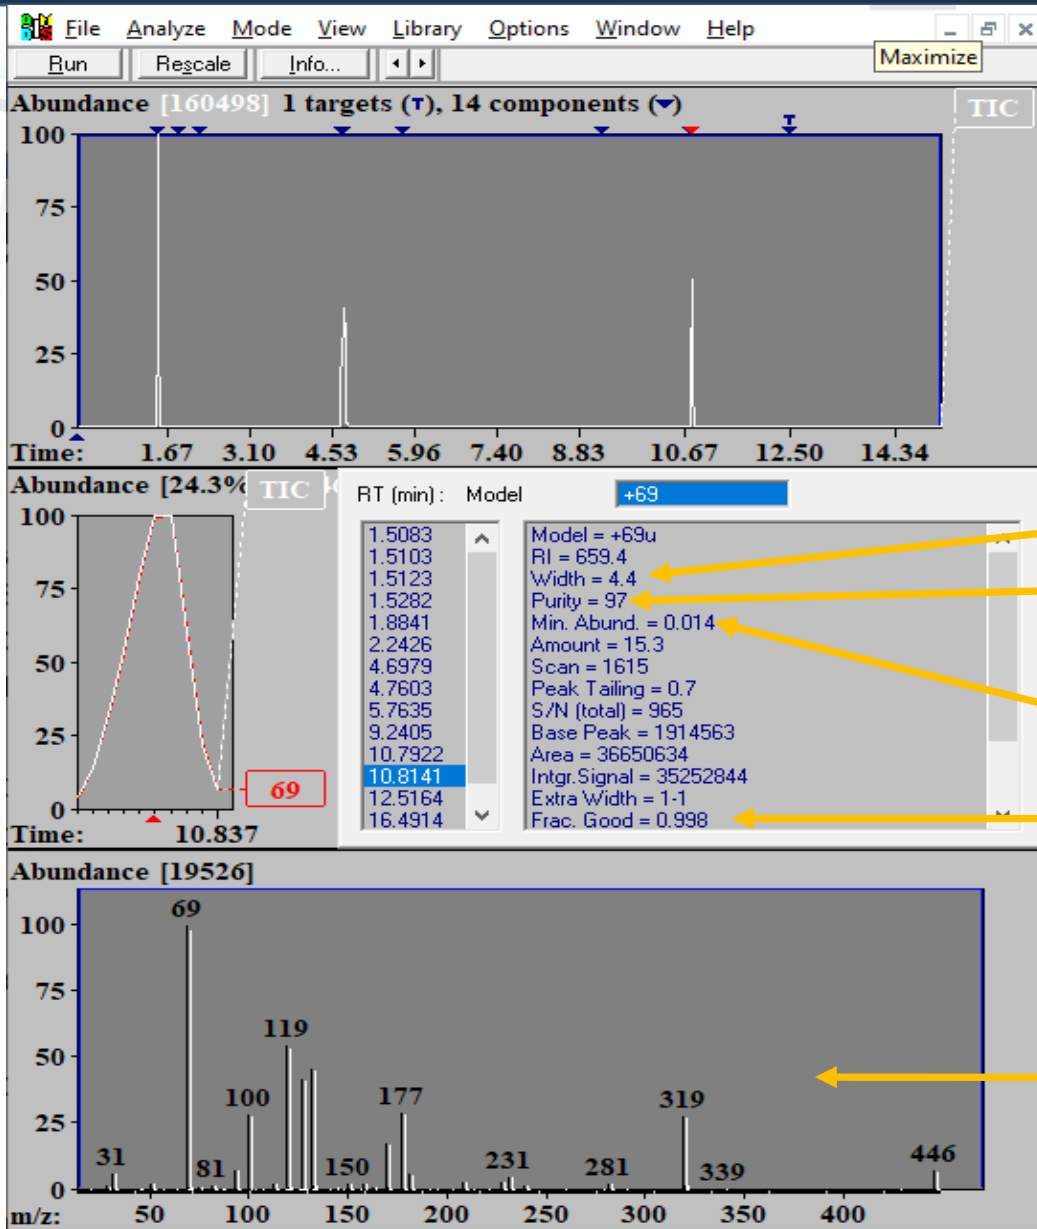 File Analyze Mode View Library Options Window Help
Maximize
Run Rescale Info...
Abundance [160498] 1 targets (T), 14 components
TIC
T
100
75
50
25
0
Time: 1.67 3.10 4.53 5.96 7.40 8.83 10.67 12.50 14.34
Abundance [24.3%
TIC
100
75
50
25
0
69
Time: 10.837
RT (min) : Model +69
1.5083
1.5103
1.5123
1.5282
1.8841
2.2426
4.6979
4.7603
5.7635
9.2405
10.7922
10.8141
12.5164
16.4914
Model = +69u
RI = 659.4
Width = 4.4
Purity = 97
Min. Abund. = 0.014
Amount = 15.3
Scan = 1615
Peak Tailing = 0.7
S/N (total) = 965
Base Peak = 1914563
Area = 36650634
Intgr.Signal = 35252844
Extra Width = 1-1
Frac. Good = 0.998
Abundance [19526]
100
75
50
25
0
69
119
100
177
319
31
81
150
231
281
339
446
m/z: 50 100 150 200 250 300 350 400